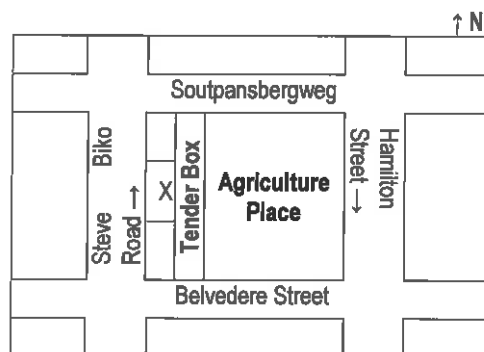 ↑ N
Soutpansbergweg
Steve Biko
Road →
X
Tender Box
Agriculture
Place
Hamilton
Street →
Belvedere Street